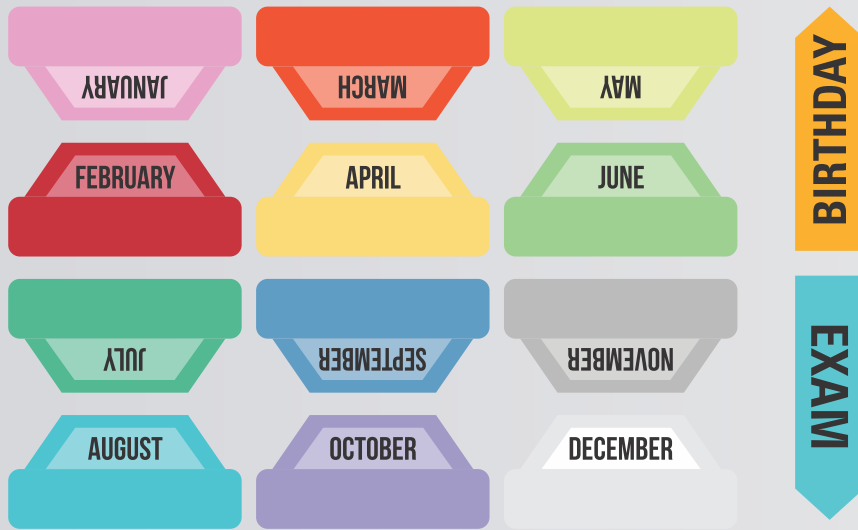 JANUARY
MARCH
MAY
FEBRUARY
APRIL
JUNE
JULY
SEPTEMBER
NOVEMBER
AUGUST
OCTOBER
DECEMBER
BIRTHDAY
EXAM